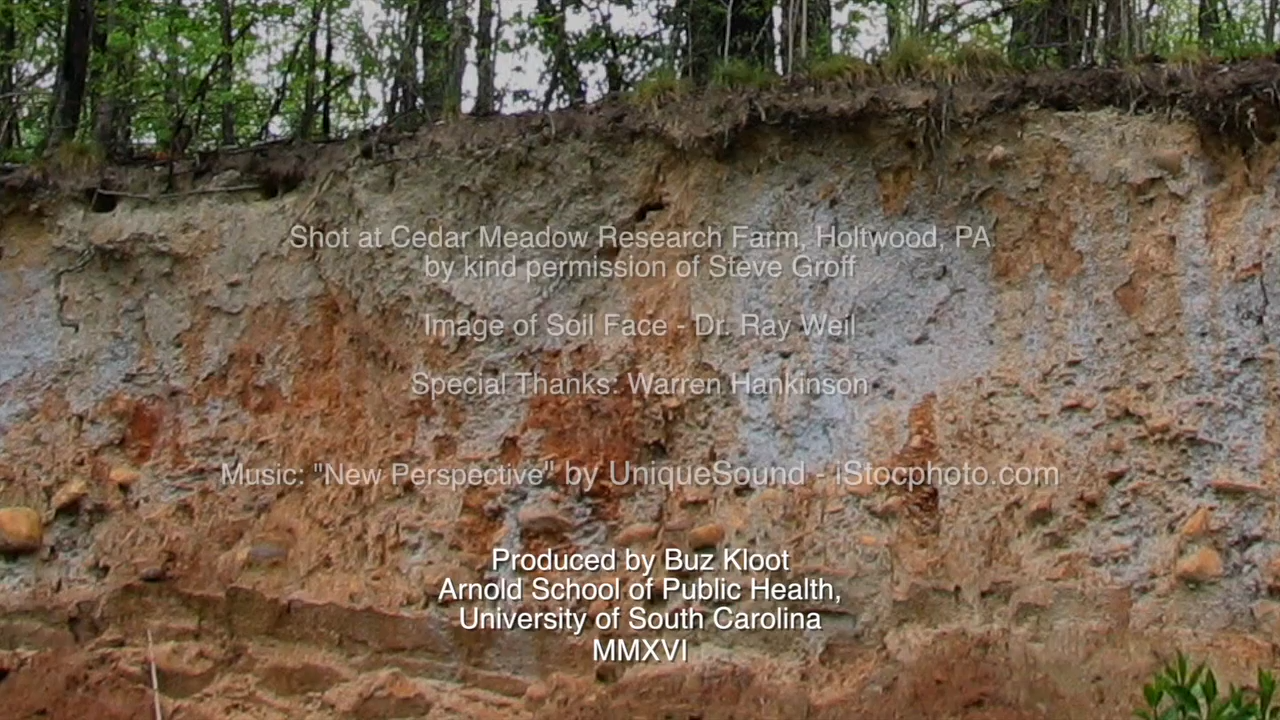 Shot at Cedar Meadow Research Farm, Holtwood, PA
by kind permission of Steve Groff
Image of Soil Face - Dr. Ray Weil
Special Thanks: Warren Hankinson
Music: "New Perspective" by UniqueSound - iStocphoto.com
Produced by Buz Kloot
Arnold School of Public Health,
University of South Carolina
MMXVI